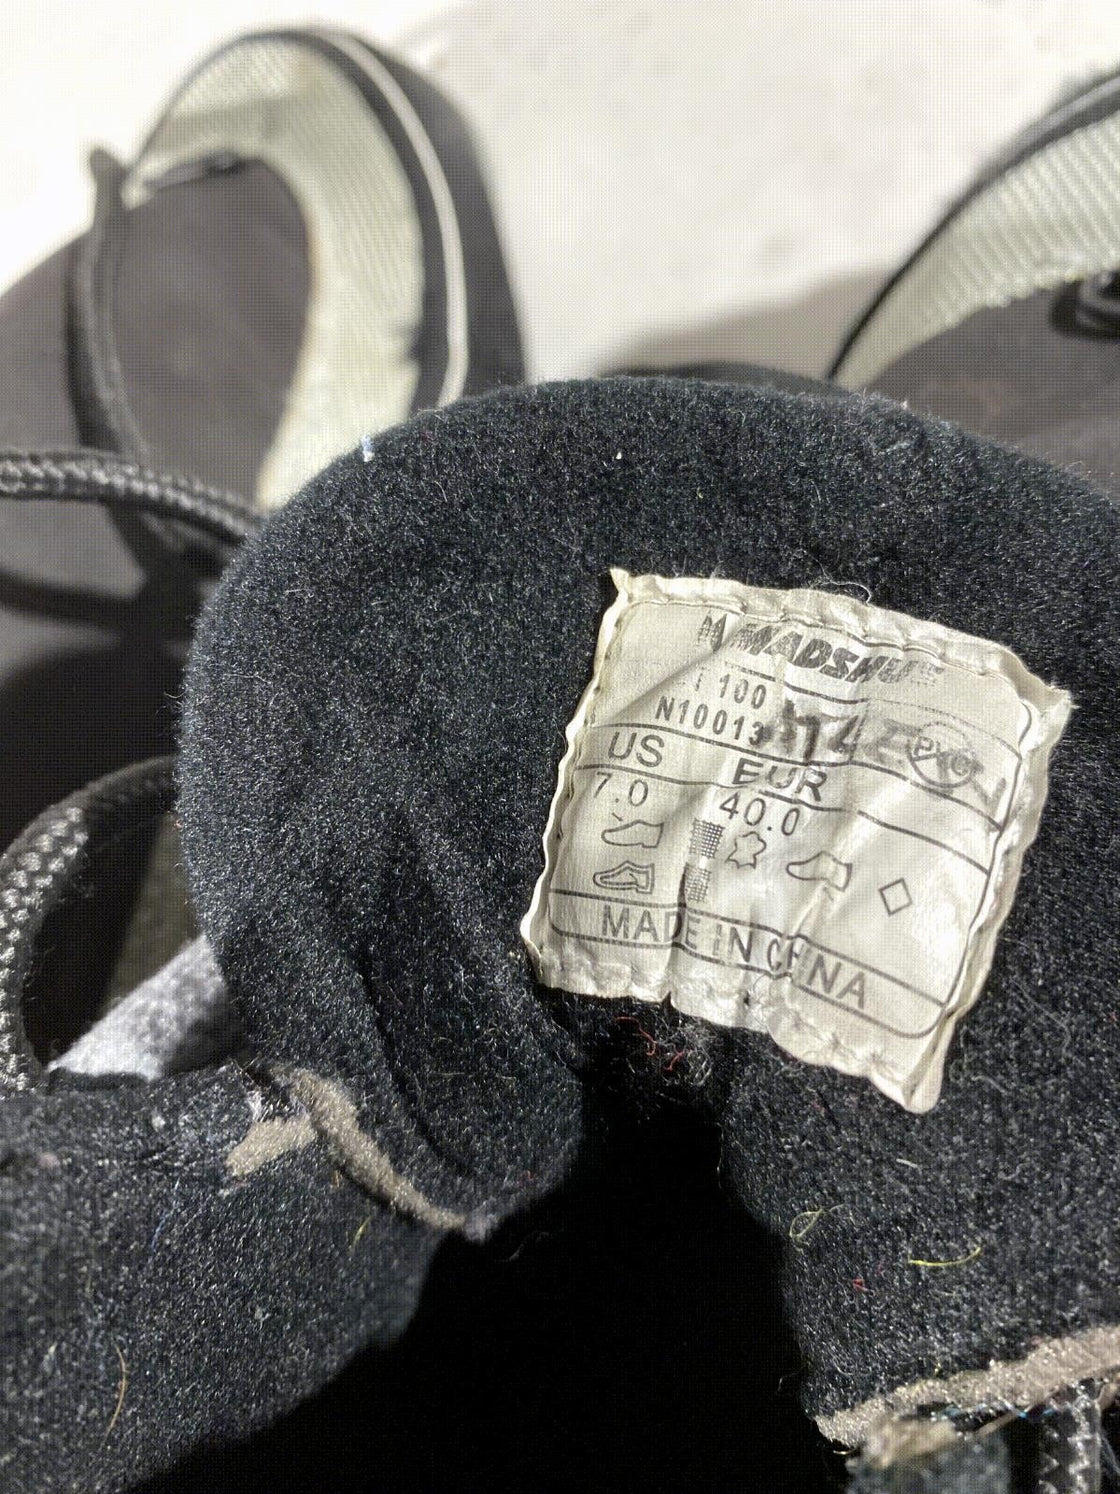 MADSHUS
100
N10013
US EUR
7.0 40.0
MADE IN CHINA